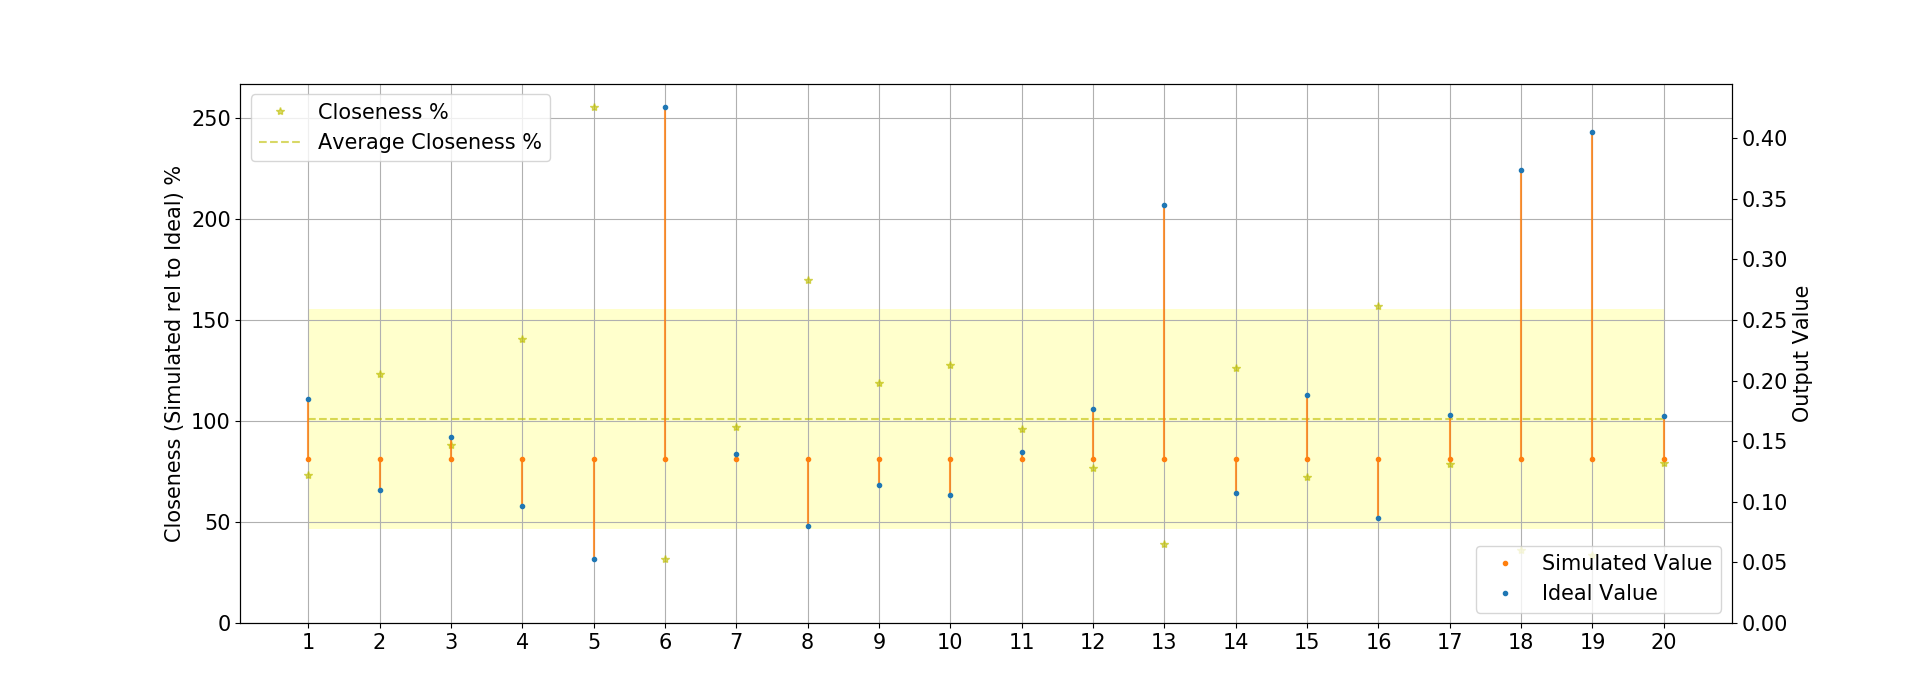 Closeness %
Average Closeness %
Closeness (Simulated rel to Ideal) %
250
200
150
100
50
0
0.40
0.35
0.30
0.25
0.20
0.15
0.10
0.05
0.00
Output Value
Simulated Value
Ideal Value
1 2 3 4 5 6 7 8 9 10 11 12 13 14 15 16 17 18 19 20